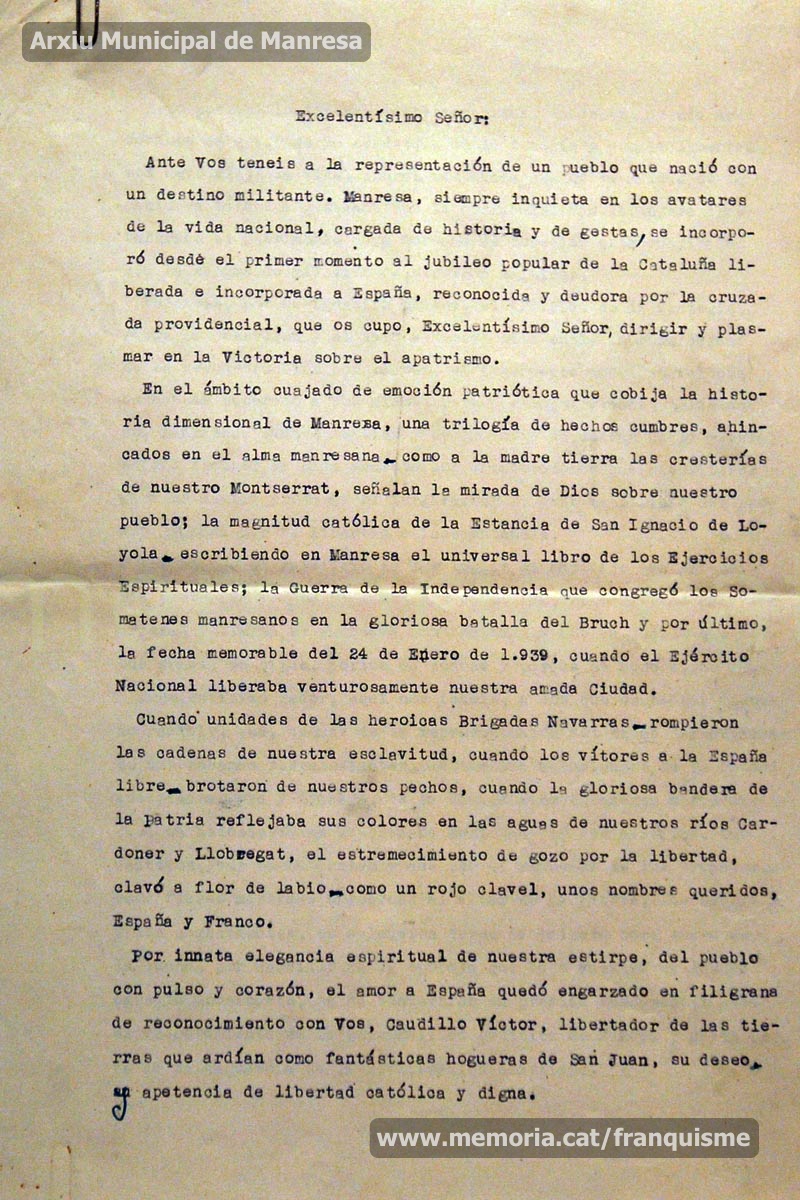 Arxiu Municipal de Manresa
Excelentísimo Señor:
Ante Vos teneis a la representación de un pueblo que nació con
un destino militante. Manresa, siempre inquieta en los avatares
de la vida nacional, cargada de historia y de gestas, se incorpo-
ró desdé el primer momento al jubileo popular de la Cataluña li-
berada e incorporada a España, reconocida y deudora por la cruza-
da providencial, que os cupo, Excelentísimo Señor, dirigir y plas-
mar en la Victoria sobre el apatrismo.
En el ámbito cuajado de emoción patriótica que cobija la histo-
ria dimensional de Manresa, una trilogía de hechos cumbres, ahin-
cados en el alma manresana como a la madre tierra las cresterías
de nuestro Montserrat, señalan la mirada de Dios sobre nuestro
pueblo; la magnitud católica de la Estancia de San Ignacio de Lo-
yola escribiendo en Manresa el universal libro de los Ejercicios
Espirituales; la Guerra de la Independencia que congregó los So-
matenes manresanos en la gloriosa batalla del Bruch y por último,
la fecha memorable del 24 de Enero de 1.939, cuando el Ejército
Nacional liberaba venturosamente nuestra amada Ciudad.
Cuando unidades de las heroicas Brigadas Navarras rompieron
las cadenas de nuestra esclavitud, cuando los vítores a la España
libre brotaron de nuestros pechos, cuando la gloriosa bandera de
la patria reflejaba sus colores en las aguas de nuestros ríos Car-
doner y Llobregat, el estremecimiento de gozo por la libertad,
clavó a flor de labio como un rojo clavel, unos nombres queridos,
España y Franco.
Por innata elegancia espiritual de nuestra estirpe, del pueblo
con pulso y corazón, el amor a España quedó engarzado en filigrana
de reconocimiento con Vos, Caudillo Víctor, libertador de las tie-
rras que ardían como fantásticas hogueras de San Juan, su deseo
y apetencia de libertad católica y digna.
www.memoria.cat/franquisme